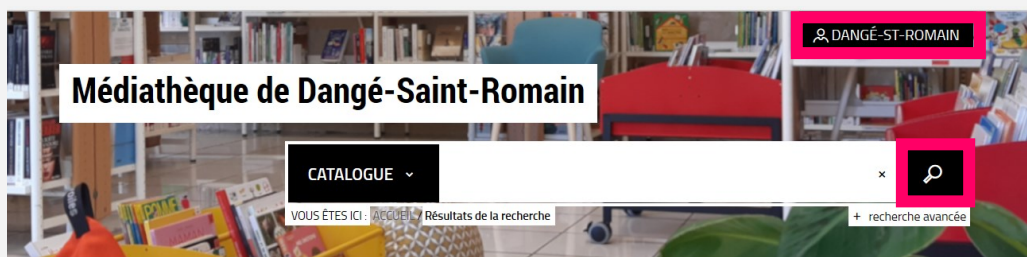 DANGÉ-ST-ROMAIN
Médiathèque de Dangé-Saint-Romain
CATALOGUE
×
VOUS ÊTES ICI : ACCUEIL / Résultats de la recherche
+ recherche avancée